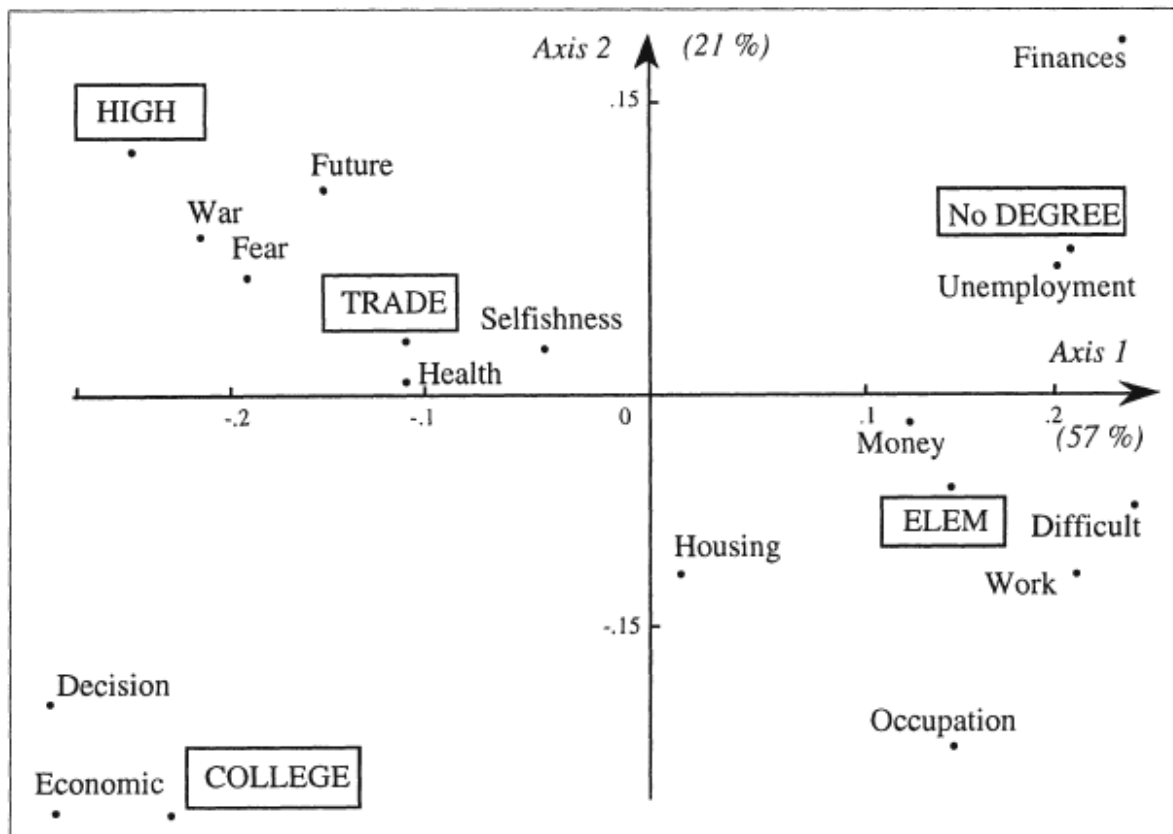 Axis 2 (21 %)
Finances
.15
HIGH
Future
War
Fear
No DEGREE
Unemployment
TRADE
Selfishness
Axis 1
Health
-.2 -.1 0 .1 .2
Money
(57 %)
ELEM
Difficult
Housing
Work
-.15
Decision
Occupation
Economic
COLLEGE